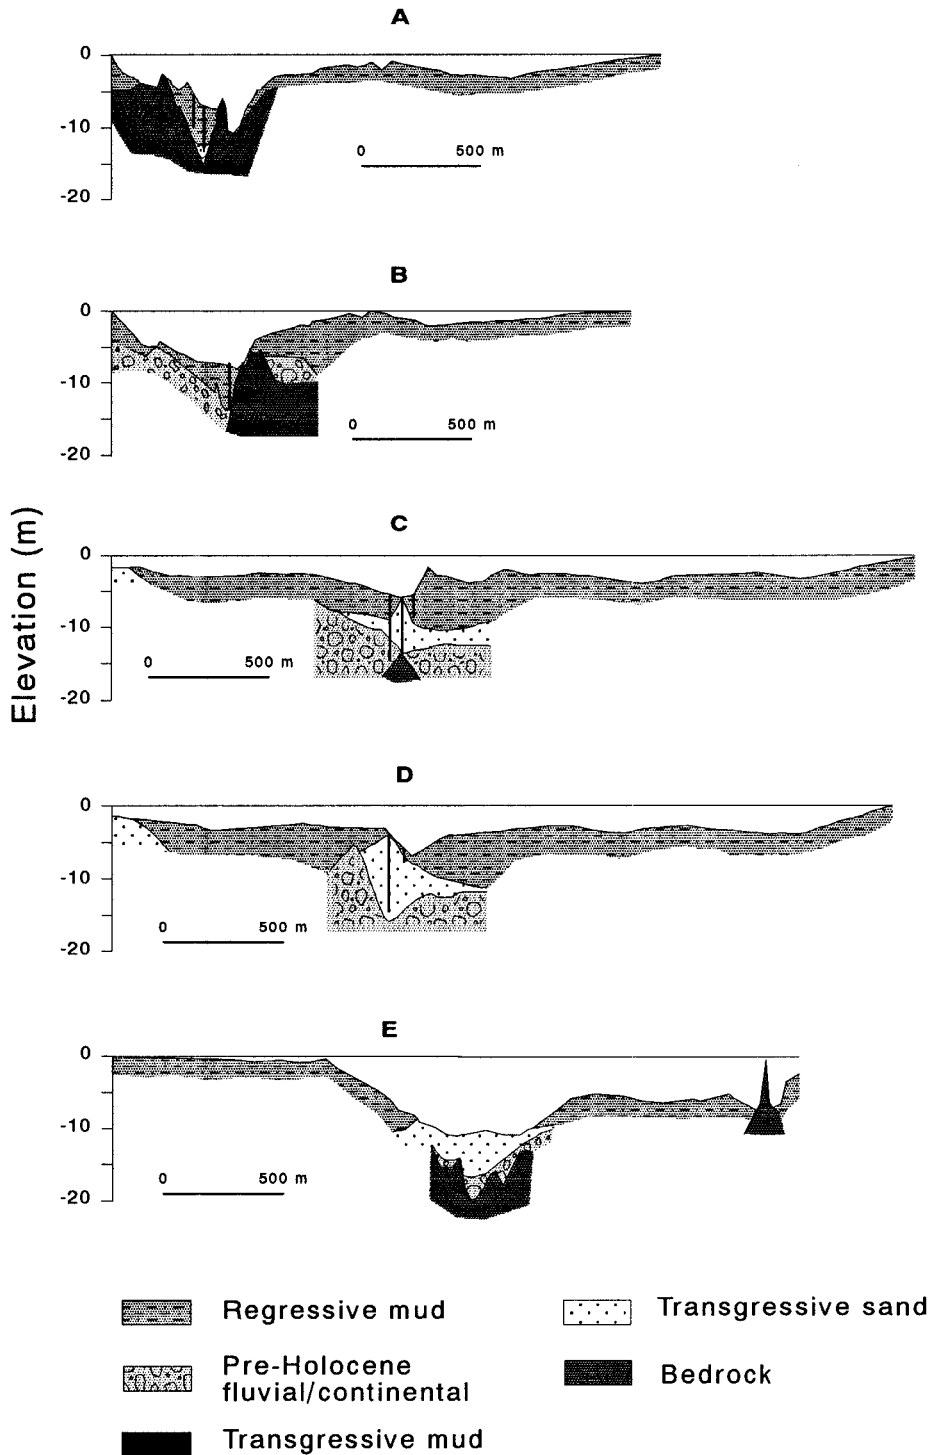 A
0
-10
-20
0 500 m
B
0
-10
-20
0 500 m
Elevation (m)
C
0
-10
-20
0 500 m
D
0
-10
-20
0 500 m
E
0
-10
-20
0 500 m
Regressive mud
Transgressive sand
Pre-Holocene
fluvial/continental
Bedrock
Transgressive mud